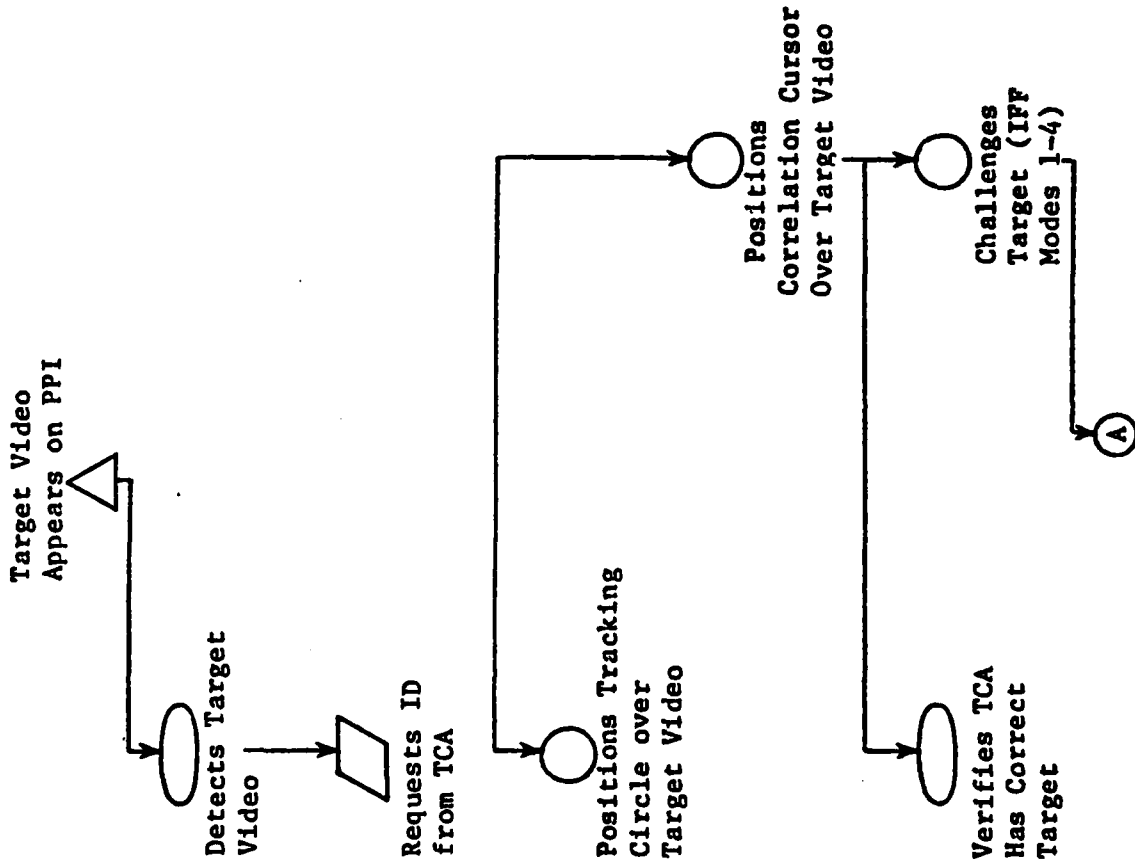 Target Video
Appears on PPI
Detects Target
Video
Requests ID
from TCA
Positions Tracking
Circle over
Target Video
Positions
Correlation Cursor
Over Target Video
Verifies TCA
Has Correct
Target
Challenges
Target (IFF
Modes 1-4)
A